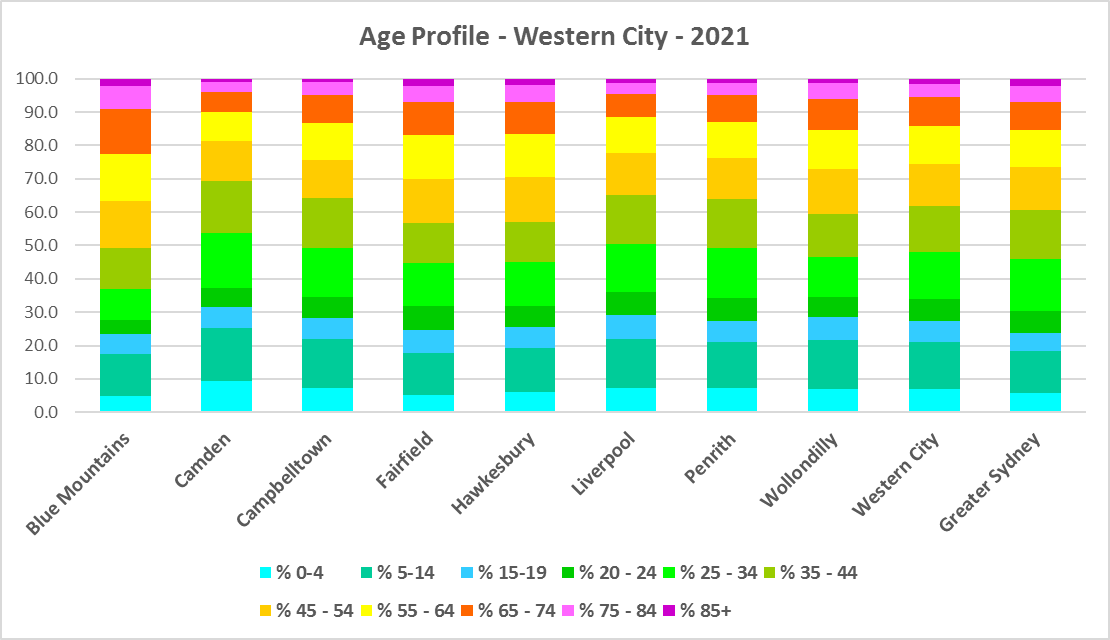 Age Profile - Western City - 2021
100.0
90.0
80.0
70.0
60.0
50.0
40.0
30.0
20.0
10.0
0.0
Blue Mountains
Camden
Campbelltown
Fairfield
Hawkesbury
Liverpool
Penrith
Wollondilly
Western City
Greater Sydney
% 0-4 % 5-14 % 15-19 % 20 - 24 % 25 - 34 % 35 - 44
% 45 - 54 % 55 - 64 % 65 - 74 % 75 - 84 % 85+